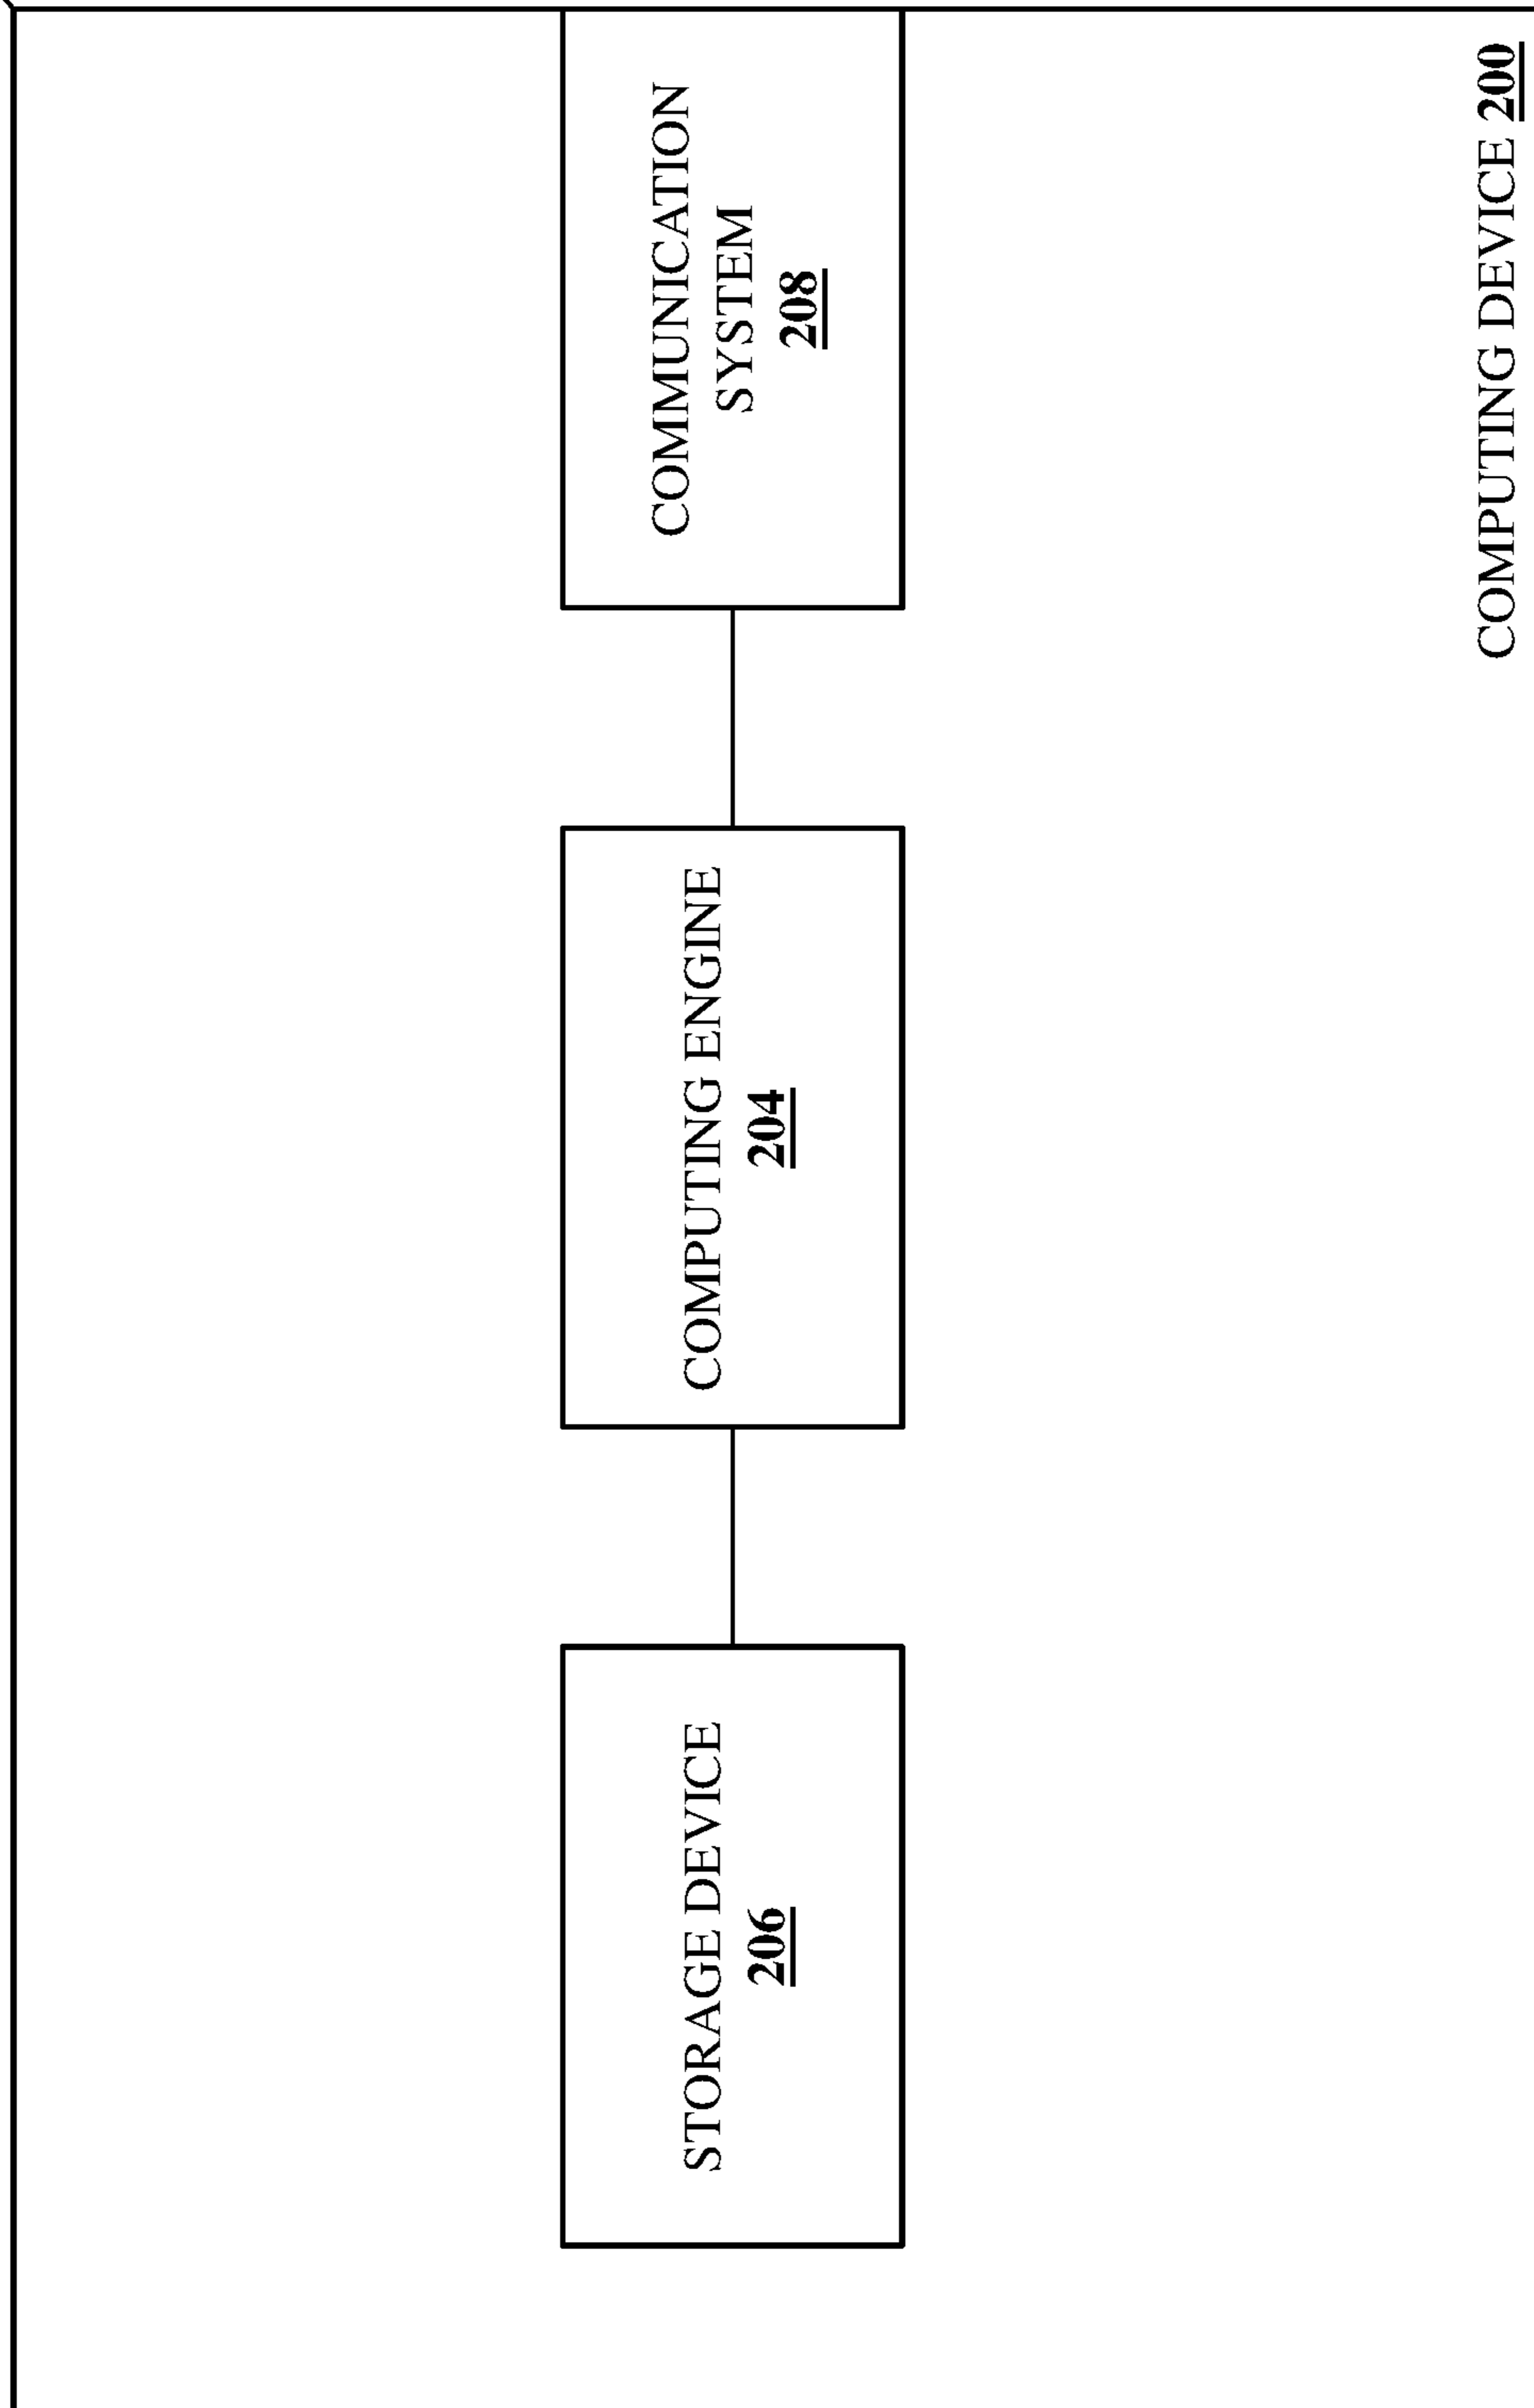 STORAGE DEVICE
206
COMPUTING ENGINE
204
COMMUNICATION
SYSTEM
208
COMPUTING DEVICE 200